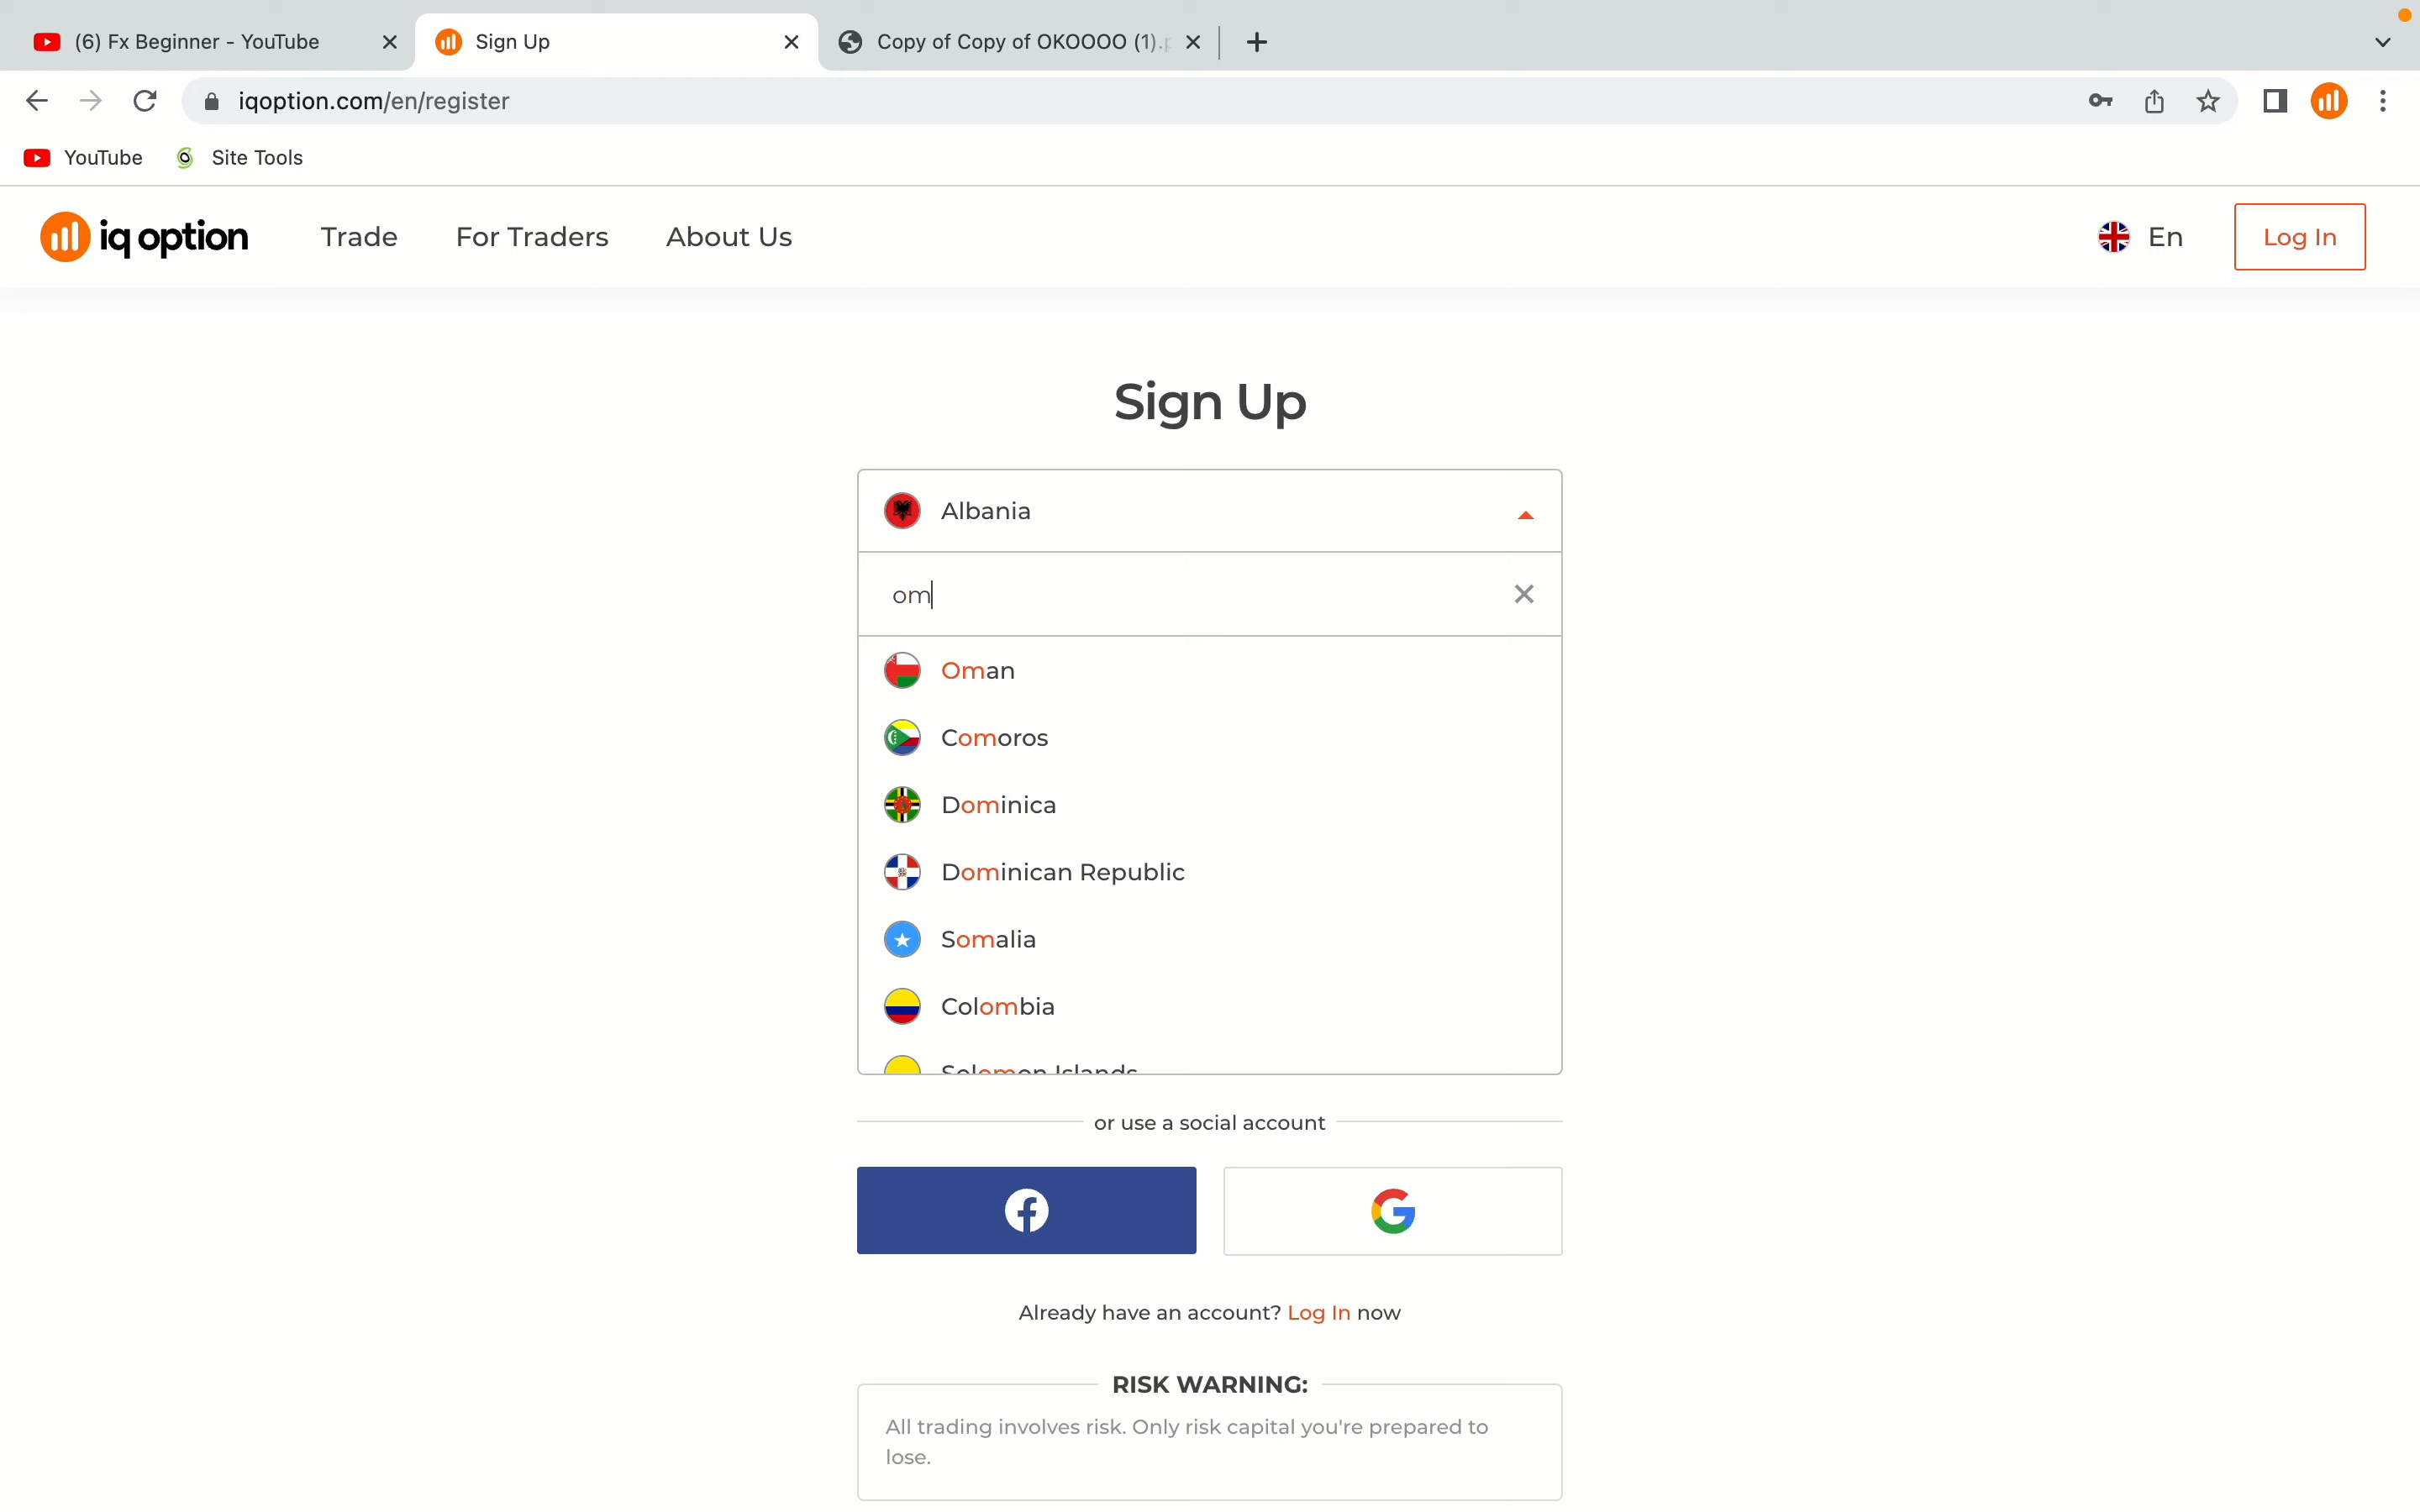 (6) Fx Beginner - YouTube
Sign Up
Copy of Copy of OKOOOO (1).p
iqoption.com/en/register
YouTube
Site Tools
iq option
Trade
For Traders
About Us
En
Log In
Sign Up
Albania
om
Oman
Comoros
Dominica
Dominican Republic
Somalia
Colombia
Solomon Islands
or use a social account
Already have an account? Log In now
RISK WARNING:
All trading involves risk. Only risk capital you're prepared to
lose.